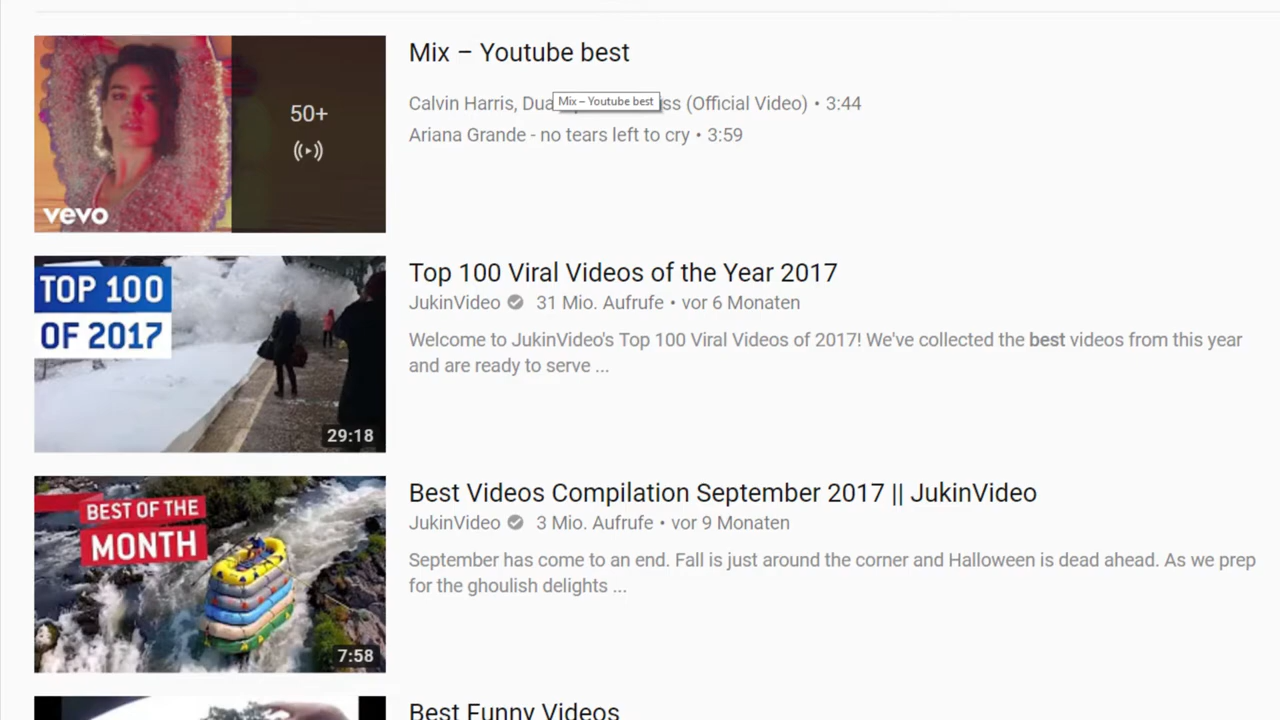 Mix – Youtube best
50+
Calvin Harris, Dua ss (Official Video) • 3:44
Mix – Youtube best
Ariana Grande - no tears left to cry • 3:59
vevo
TOP 100
OF 2017
29:18
Top 100 Viral Videos of the Year 2017
JukinVideo 31 Mio. Aufrufe • vor 6 Monaten
Welcome to JukinVideo's Top 100 Viral Videos of 2017! We've collected the best videos from this year
and are ready to serve ...
BEST OF THE
MONTH
7:58
Best Videos Compilation September 2017 || JukinVideo
JukinVideo 3 Mio. Aufrufe • vor 9 Monaten
September has come to an end. Fall is just around the corner and Halloween is dead ahead. As we prep
for the ghoulish delights ...
Best Funny Videos